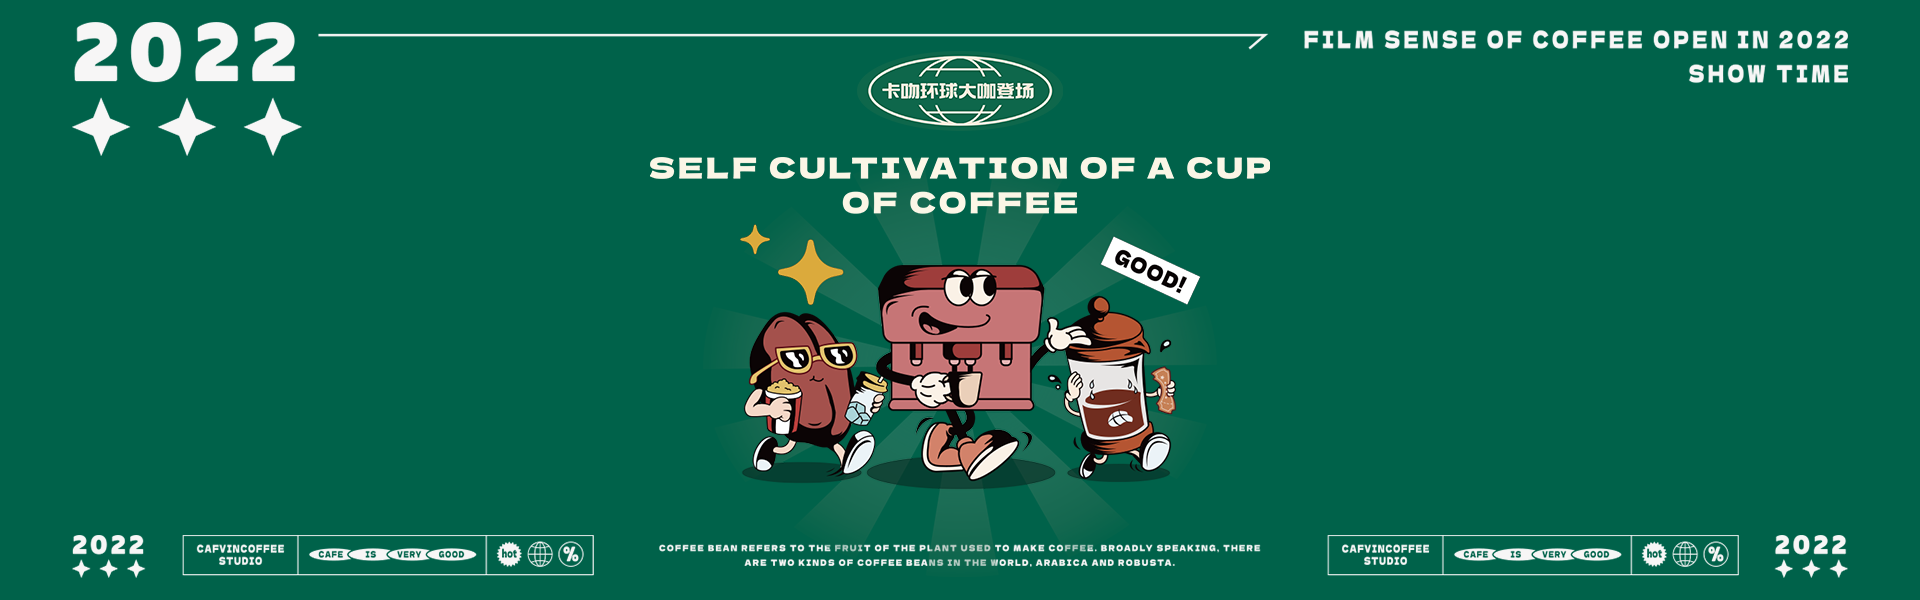 2022
FILM SENSE OF COFFEE OPEN IN 2022
SHOW TIME
卡吻环球大咖登场
SELF CULTIVATION OF A CUP
OF COFFEE
GOOD!
2022
CAFVINCOFFEE
STUDIO
CAFE IS VERY GOOD
hot
%
COFFEE BEAN REFERS TO THE FRUIT OF THE PLANT USED TO MAKE COFFEE. BROADLY SPEAKING, THERE
ARE TWO KINDS OF COFFEE BEANS IN THE WORLD, ARABICA AND ROBUSTA.
CAFVINCOFFEE
STUDIO
CAFE IS VERY GOOD
hot
%
2022